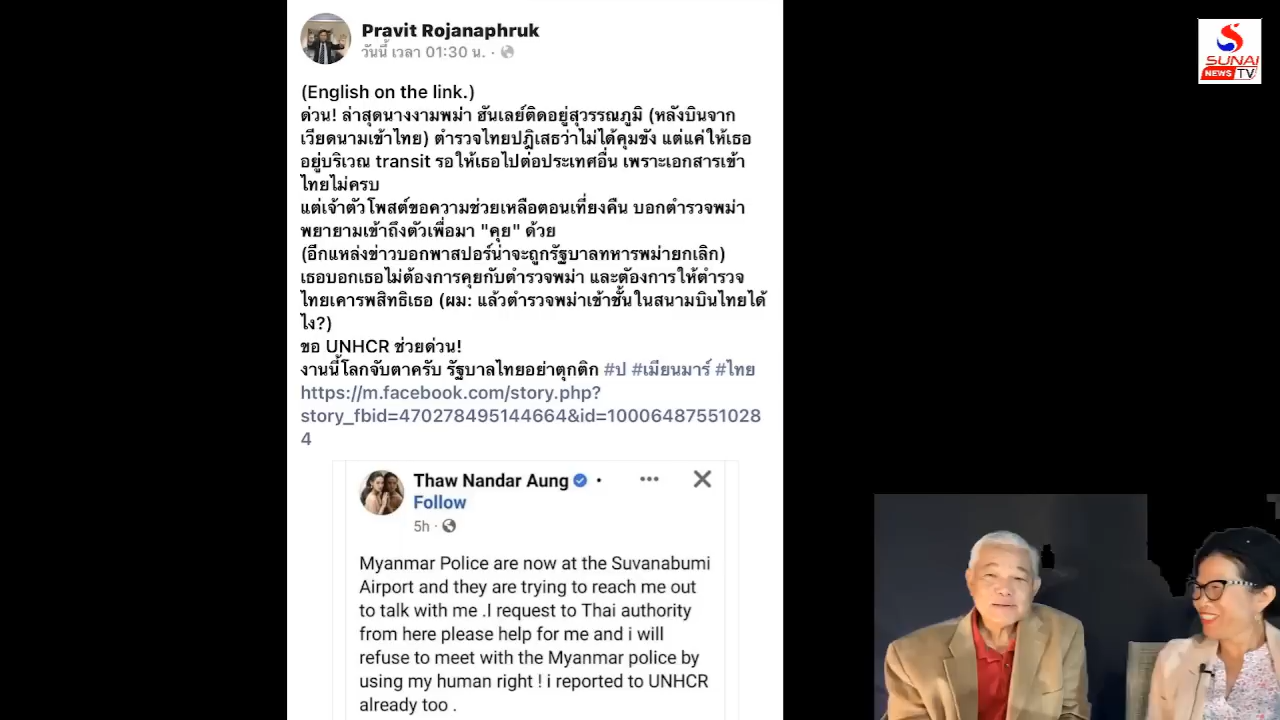 Pravit Rojanaphruk
วันนี้ เวลา 01:30 น. ·
SUNAI
NEWS TV
(English on the link.)
ด่วน! ล่าสุดนางงามพม่า ฮันเลย์ติดอยู่สุวรรณภูมิ (หลังบินจาก
เวียดนามเข้าไทย) ตำรวจไทยปฏิเสธว่าไม่ได้คุมขัง แต่แค่ให้เธอ
อยู่บริเวณ transit รอให้เธอไปต่อประเทศอื่น เพราะเอกสารเข้า
ไทยไม่ครบ
แต่เจ้าตัวโพสต์ขอความช่วยเหลือตอนเที่ยงคืน บอกตำรวจพม่า
พยายามเข้าถึงตัวเพื่อมา "คุย" ด้วย
(อีกแหล่งข่าวบอกพาสปอร์น่าจะถูกรัฐบาลทหารพม่ายกเลิก)
เธอบอกเธอไม่ต้องการคุยกับตำรวจพม่า และต้องการให้ตำรวจ
ไทยเคารพสิทธิเธอ (ผม: แล้วตำรวจพม่าเข้าชั้นในสนามบินไทยได้
ไง?)
ขอ UNHCR ช่วยด่วน!
งานนี้โลกจับตาครับ รัฐบาลไทยอย่าตุกติก #ป #เมียนมาร์ #ไทย
https://m.facebook.com/story.php?
story_fbid=470278495144664&id=10006487551028
4
Thaw Nandar Aung ·
Follow
5h ·
Myanmar Police are now at the Suvanabumi
Airport and they are trying to reach me out
to talk with me .I request to Thai authority
from here please help for me and i will
refuse to meet with the Myanmar police by
using my human right ! i reported to UNHCR
already too .